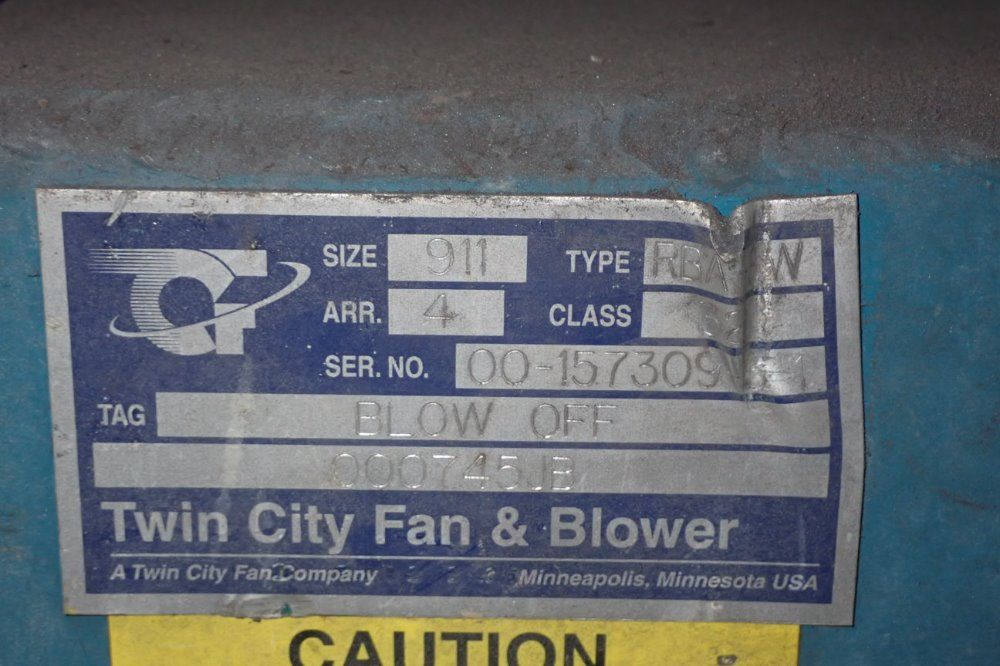 SIZE 911 TYPE
ARR. 4 CLASS
SER. NO.
TAG BLOW OFF
000745JB
Twin City Fan & Blower
A Twin City Fan Company Minneapolis, Minnesota USA
CAUTION